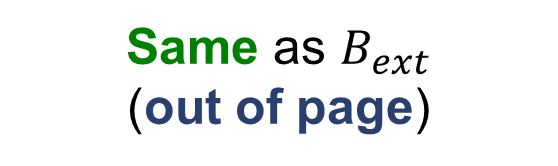 Same as B_ext
(out of page)